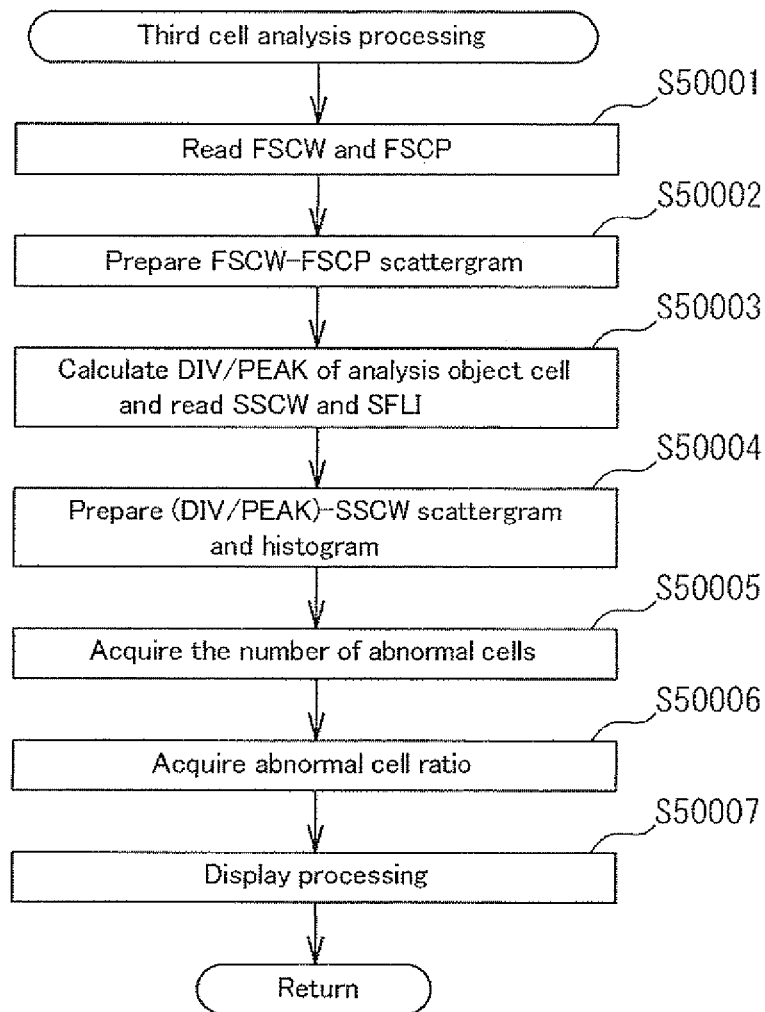 Third cell analysis processing
S50001
Read FSCW and FSCP
S50002
Prepare FSCW-FSCP scattergram
S50003
Calculate DIV/PEAK of analysis object cell
and read SSCW and SFLI
S50004
Prepare (DIV/PEAK)-SSCW scattergram
and histogram
S50005
Acquire the number of abnormal cells
S50006
Acquire abnormal cell ratio
S50007
Display processing
Return